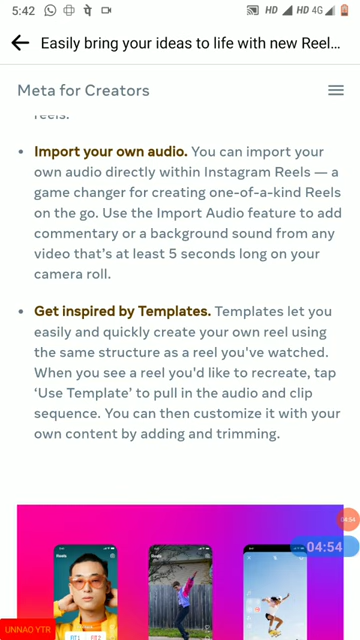 5:42
HD HD 4G
Easily bring your ideas to life with new Reel...
Meta for Creators
reels.
• Import your own audio. You can import your
own audio directly within Instagram Reels — a
game changer for creating one-of-a-kind Reels
on the go. Use the Import Audio feature to add
commentary or a background sound from any
video that's at least 5 seconds long on your
camera roll.
• Get inspired by Templates. Templates let you
easily and quickly create your own reel using
the same structure as a reel you've watched.
When you see a reel you'd like to recreate, tap
'Use Template' to pull in the audio and clip
sequence. You can then customize it with your
own content by adding and trimming.
04:54
04:54
Reels
UNNAO YTR